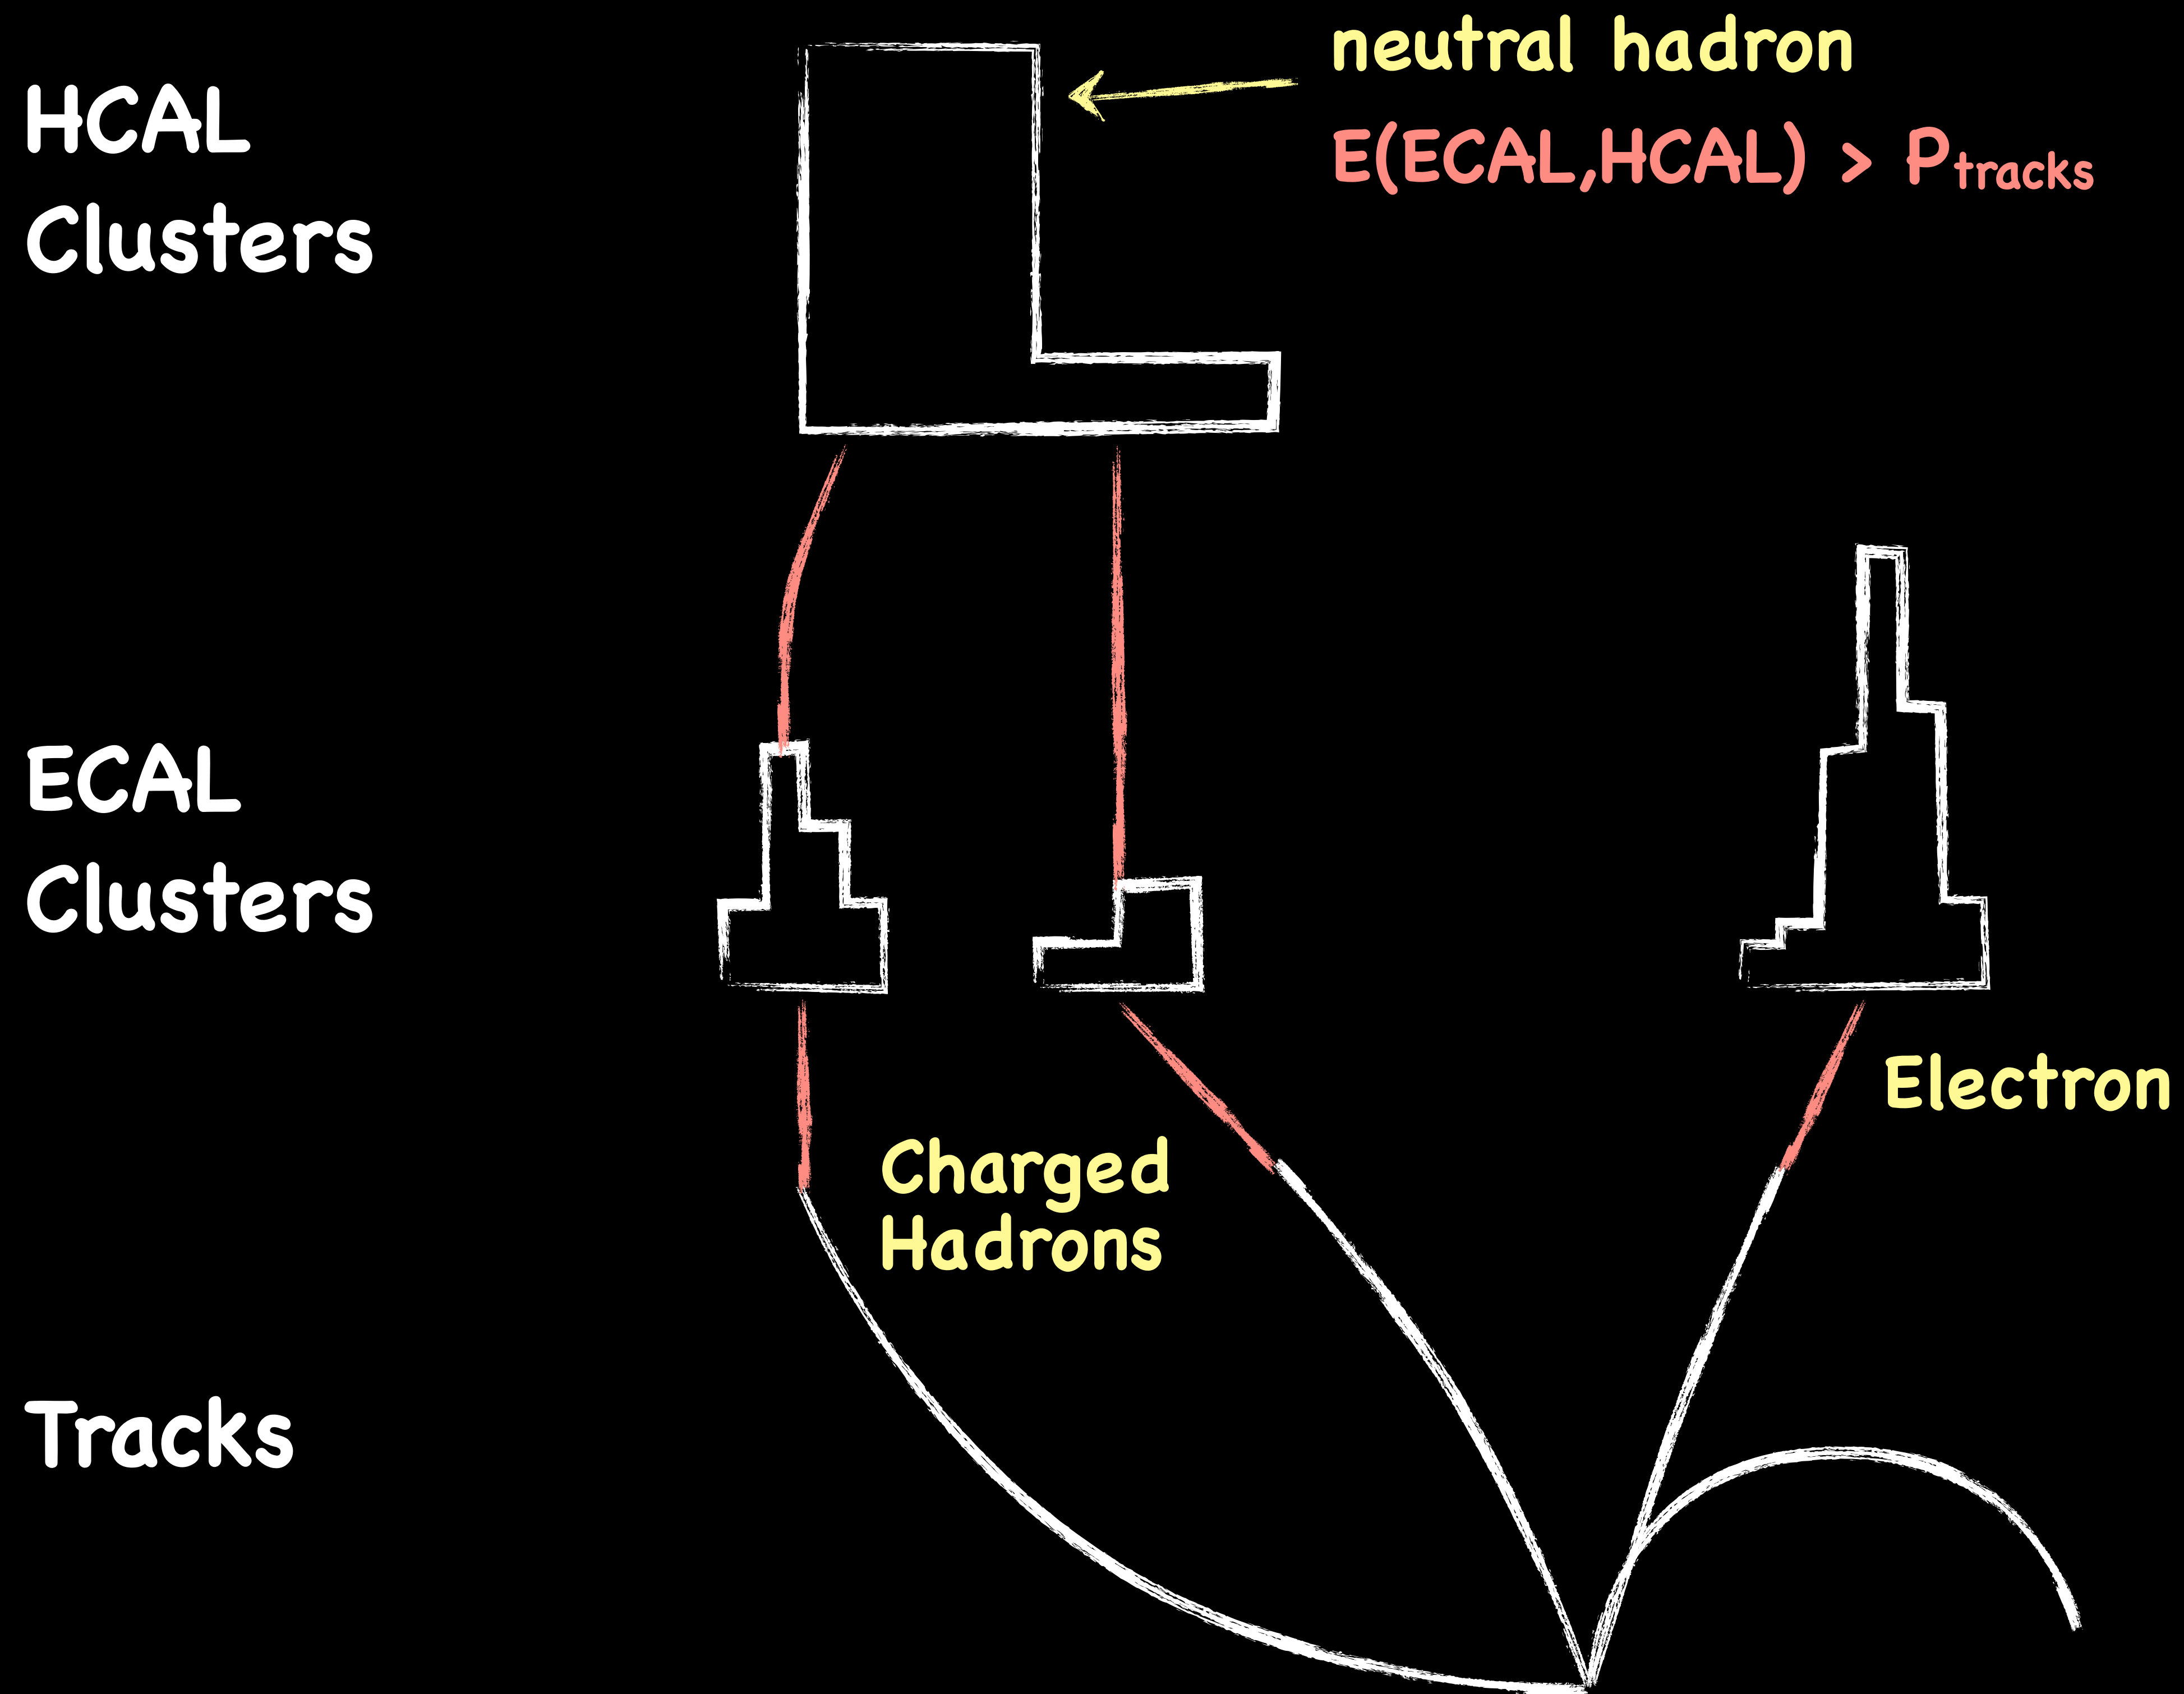 HCAL
Clusters
neutral hadron
E(ECAL,HCAL) > Ptracks
ECAL
Clusters
Electron
Charged
Hadrons
Tracks